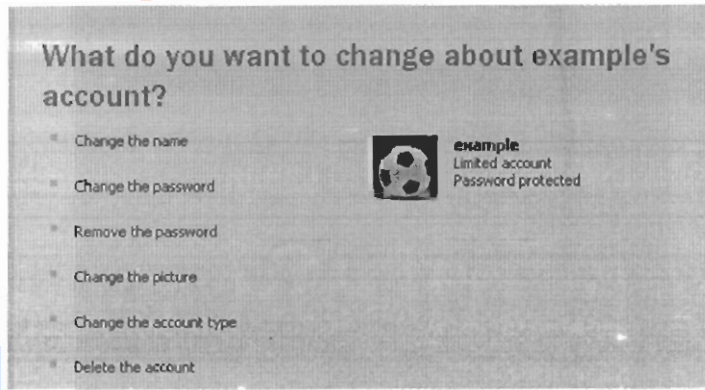 What do you want to change about example's
account?
Change the name
Change the password
Remove the password
Change the picture
Change the account type
Delete the account
example
Limited account
Password protected